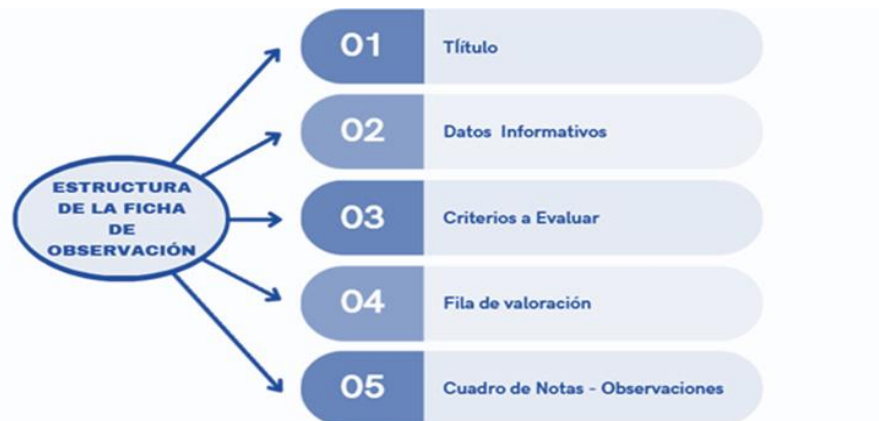 ESTRUCTURA
DE LA FICHA
DE
OBSERVACIÓN
01 TÍítulo
02 Datos Informativos
03 Criterios a Evaluar
04 Fila de valoración
05 Cuadro de Notas - Observaciones